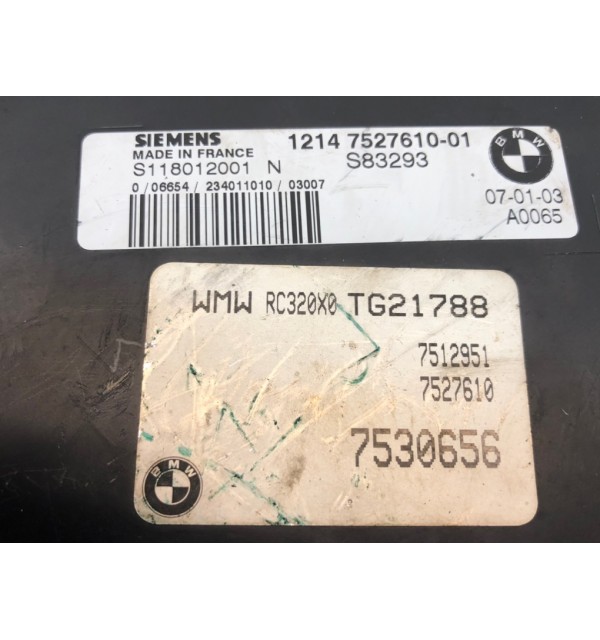 SIEMENS 1214 7527610-01
MADE IN FRANCE S83293
S118012001 N
0 / 06654 / 234011010 / 03007
BMW
07-01-03
A0065
WMW RC320X0 TG21788
7512951
7527610
7530656
BMW